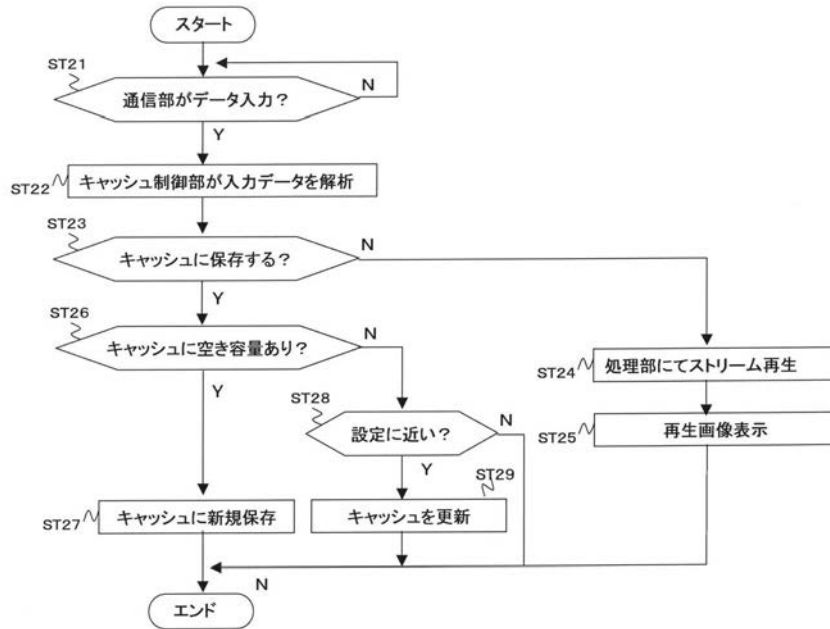 スタート
ST21
通信部がデータ入力？
N
Y
ST22
キャッシュ制御部が入力データを解析
ST23
キャッシュに保存する？
N
Y
ST26
キャッシュに空き容量あり？
N
Y
ST24
処理部にてストリーム再生
ST28
設定に近い？
N
Y
ST25
再生画像表示
ST29
ST27
キャッシュに新規保存
キャッシュを更新
N
エンド